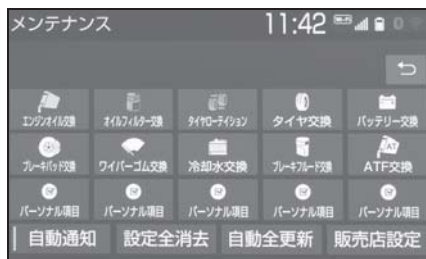 メンテナンス 11:42 Wi-Fi
エンジンオイル交換 オイルフィルター交換 タイヤローテイション タイヤ交換 バッテリー交換
ブレーキパッド交換 ワイパーゴム交換 冷却水交換 ブレーキフルード交換 ATF交換
パーソナル項目 パーソナル項目 パーソナル項目 パーソナル項目 パーソナル項目
自動通知 設定全消去 自動全更新 販売店設定